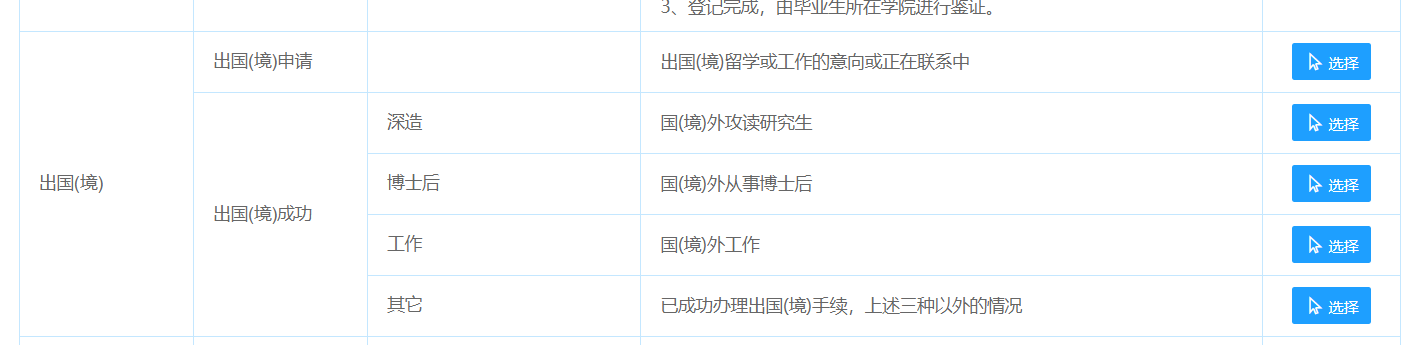 3、登记完成，由毕业生所在学院进行鉴证。
出国(境)
出国(境)申请
出国(境)留学或工作的意向或正在联系中
选择
出国(境)成功
深造
国(境)外攻读研究生
选择
博士后
国(境)外从事博士后
选择
工作
国(境)外工作
选择
其它
已成功办理出国(境)手续，上述三种以外的情况
选择